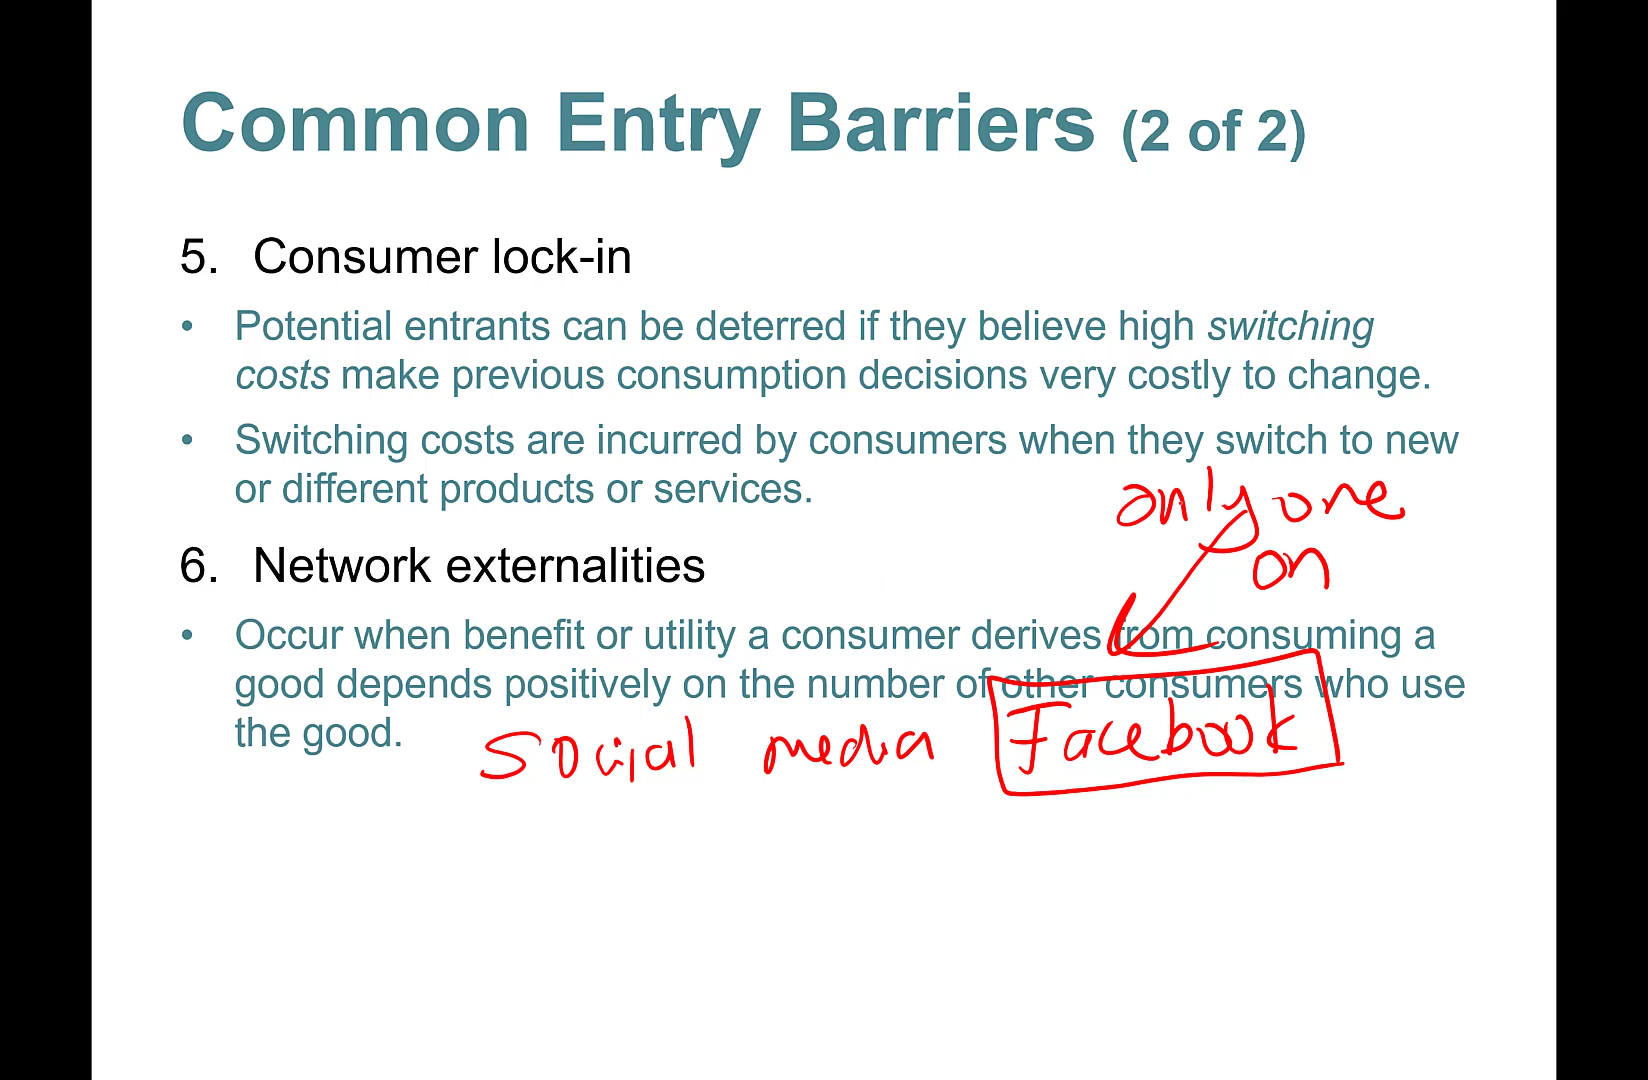 Common Entry Barriers (2 of 2)
5. Consumer lock-in
• Potential entrants can be deterred if they believe high switching
costs make previous consumption decisions very costly to change.
• Switching costs are incurred by consumers when they switch to new
or different products or services.
only one
on
6. Network externalities
• Occur when benefit or utility a consumer derives from consuming a
good depends positively on the number of other consumers who use
the good.
Social media Facebook